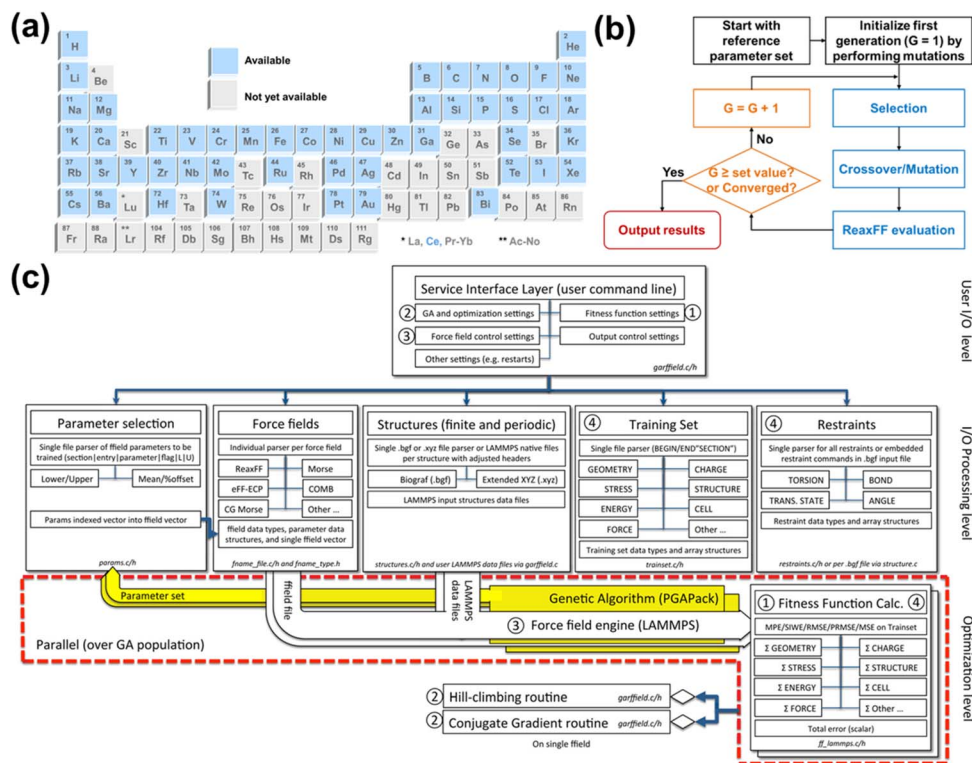 (a)
1 2
H He
3 4 5 6 7 8 9 10
Li Be B C N O F Ne
11 12 13 14 15 16 17 18
Na Mg Al Si P S Cl Ar
19 20 21 22 23 24 25 26 27 28 29 30 31 32 33 34 35 36
K Ca Sc Ti V Cr Mn Fe Co Ni Cu Zn Ga Ge As Se Br Kr
37 38 39 40 41 42 43 44 45 46 47 48 49 50 51 52 53 54
Rb Sr Y Zr Nb Mo Tc Ru Rh Pd Ag Cd In Sn Sb Te I Xe
55 56 * 72 73 74 75 76 77 78 79 80 81 82 83 84 85 86
Cs Ba Lu Hf Ta W Re Os Ir Pt Au Hg Tl Pb Bi Po At Rn
87 88 ** 104 105 106 107 108 109 110 111
Fr Ra Lr Rf Db Sg Bh Hs Mt Ds Rg
Available
Not yet available
* La, Ce, Pr-Yb ** Ac-No
(b)
Start with
reference
parameter set
Initialize first
generation (G = 1) by
performing mutations
Selection
Crossover/Mutation
ReaxFF evaluation
G ≥ set value?
or Converged?
No
G = G + 1
Yes
Output results
(c)
Service Interface Layer (user command line)
② GA and optimization settings
Fitness function settings ①
③ Force field control settings
Output control settings
Other settings (e.g. restarts)
garffield.c/h
User I/O level
Parameter selection
Single file parser of ffield parameters to be
trained (section|entry|parameter|flag|L|U)
Lower/Upper
Mean/%offset
Params indexed vector into ffield vector
params.c/h
Force fields
Individual parser per force field
ReaxFF
Morse
eFF-ECP
COMB
CG Morse
Other ...
ffield data types, parameter data
structures, and single ffield vector
fname_file.c/h and fname_type.h
Structures (finite and periodic)
Single .bgf or .xyz file parser or LAMMPS native files
per structure with adjusted headers
Biograf (.bgf)
Extended XYZ (.xyz)
LAMMPS input structures data files
structures.c/h and user LAMMPS data files via garffield.c
④ Training Set
Single file parser (BEGIN/END"SECTION")
GEOMETRY
CHARGE
STRESS
STRUCTURE
ENERGY
CELL
FORCE
Other ...
Training set data types and array structures
trainset.c/h
④ Restraints
Single parser for all restraints or embedded
restraint commands in .bgf input file
TORSION
BOND
TRANS. STATE
ANGLE
Restraint data types and array structures
restraints.c/h or per .bgf file via structure.c
I/O Processing level
Parameter set
ffield file
LAMMPS
data files
Genetic Algorithm (PGAPack)
③ Force field engine (LAMMPS)
Parallel (over GA population)
① Fitness Function Calc. ④
MPE/SIWE/RMSE/PRMSE/MSE on Trainset
Σ GEOMETRY
Σ CHARGE
Σ STRESS
Σ STRUCTURE
Σ ENERGY
Σ CELL
Σ FORCE
Σ Other ...
Total error (scalar)
ff_lammps.c/h
② Hill-climbing routine garffield.c/h
② Conjugate Gradient routine garffield.c/h
On single ffield
Optimization level